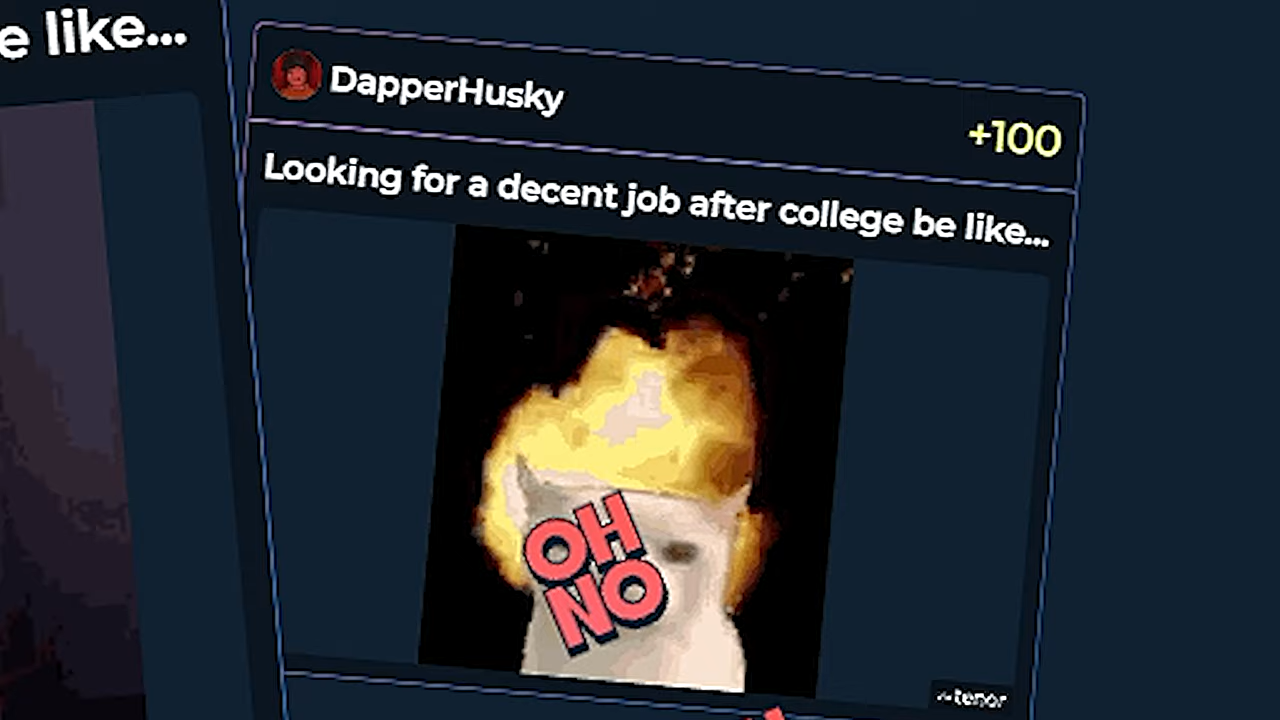 e like...
DapperHusky
+100
Looking for a decent job after college be like...
OH
NO
tenor